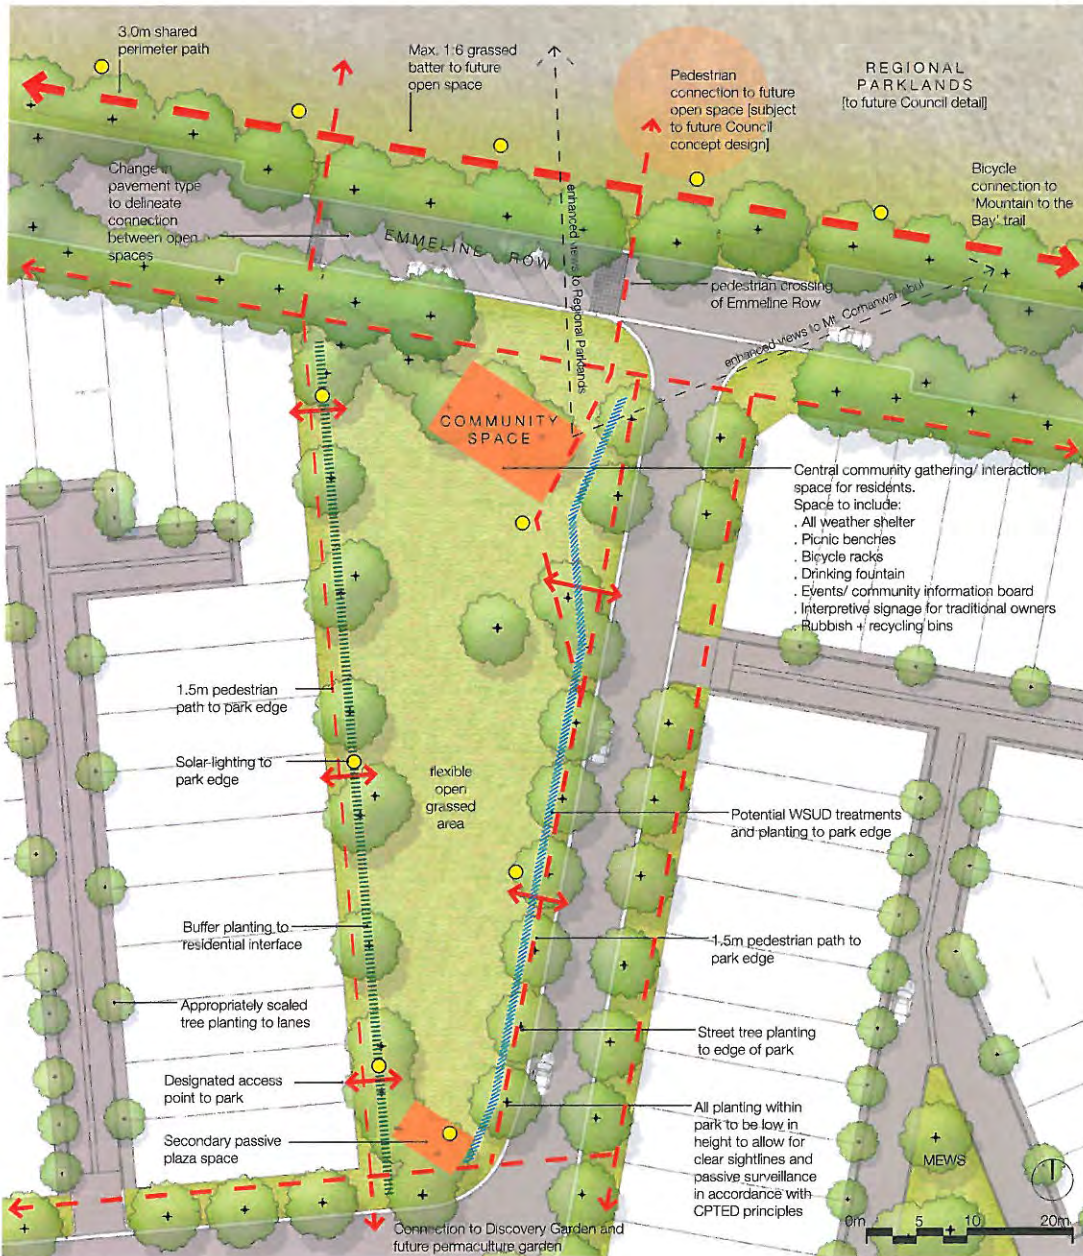 3.0m shared
perimeter path
Max. 1:6 grassed
batter to future
open space
Pedestrian
connection to future
open space [subject
to future Council
concept design]
REGIONAL
PARKLANDS
[to future Council detail]
Change in
pavement type
to delineate
connection
between open
spaces
Bicycle
connection to
'Mountain to the
Bay' trail
EMMELINE ROW
enhanced views to Regional Parklands
pedestrian crossing
of Emmeline Row
enhanced views to Mt. Corhanwarrabul
COMMUNITY
SPACE
Central community gathering/ interaction
space for residents.
Space to include:
. All weather shelter
. Picnic benches
. Bicycle racks
. Drinking fountain
. Events/ community information board
. Interpretive signage for traditional owners
. Rubbish + recycling bins
1.5m pedestrian
path to park edge
Solar lighting to
park edge
flexible
open
grassed
area
Potential WSUD treatments
and planting to park edge
Buffer planting to
residential interface
1.5m pedestrian path to
park edge
Appropriately scaled
tree planting to lanes
Street tree planting
to edge of park
Designated access
point to park
All planting within
park to be low in
height to allow for
clear sightlines and
passive surveillance
in accordance with
CPTED principles
Secondary passive
plaza space
MEWS
Connection to Discovery Garden and
future permaculture garden
0m 5 10 20m